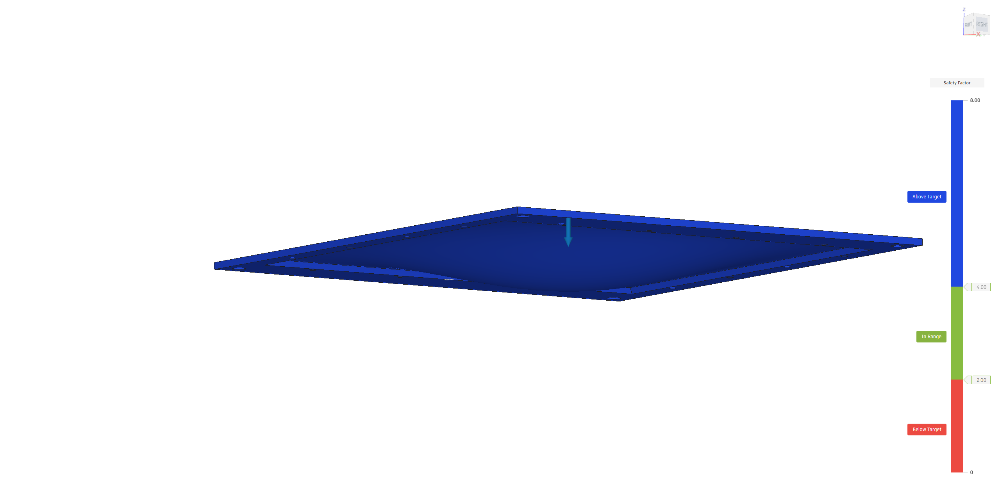 Z
FRONT
RIGHT
X
Safety Factor
8.00
Above Target
4.00
In Range
2.00
Below Target
0